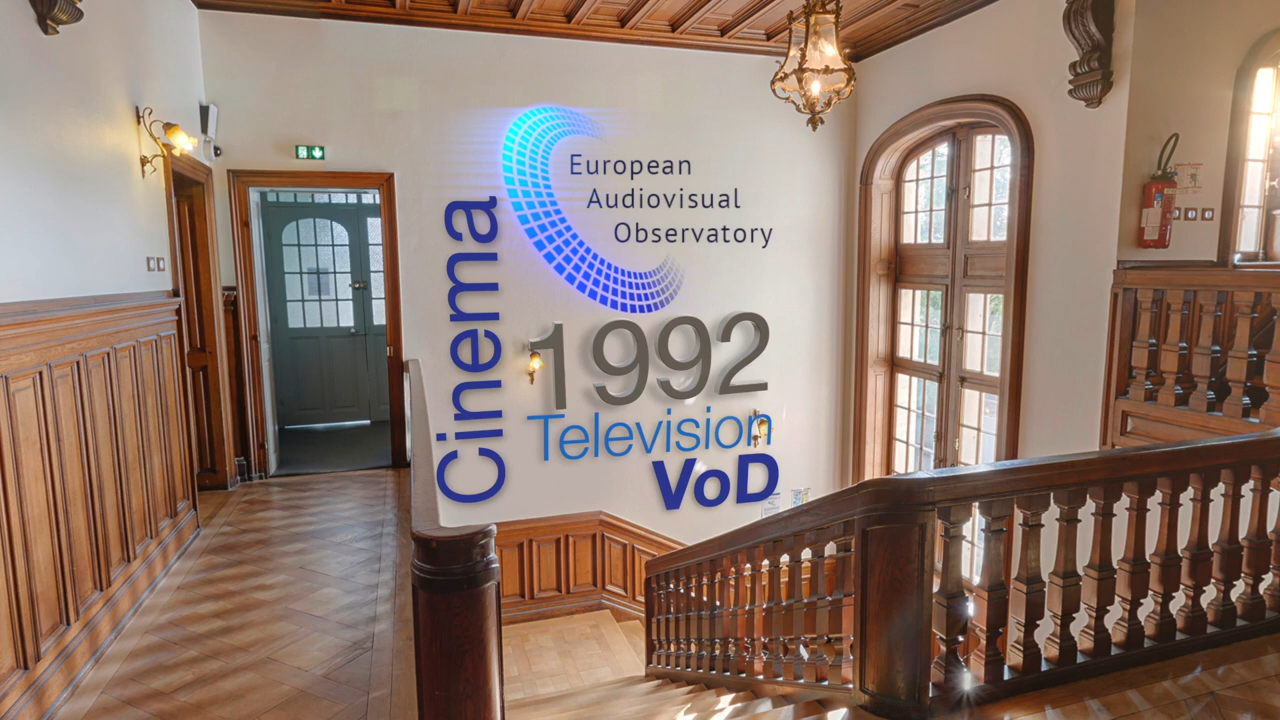 European
Audiovisual
Observatory
Cinema
1992
Television
VoD